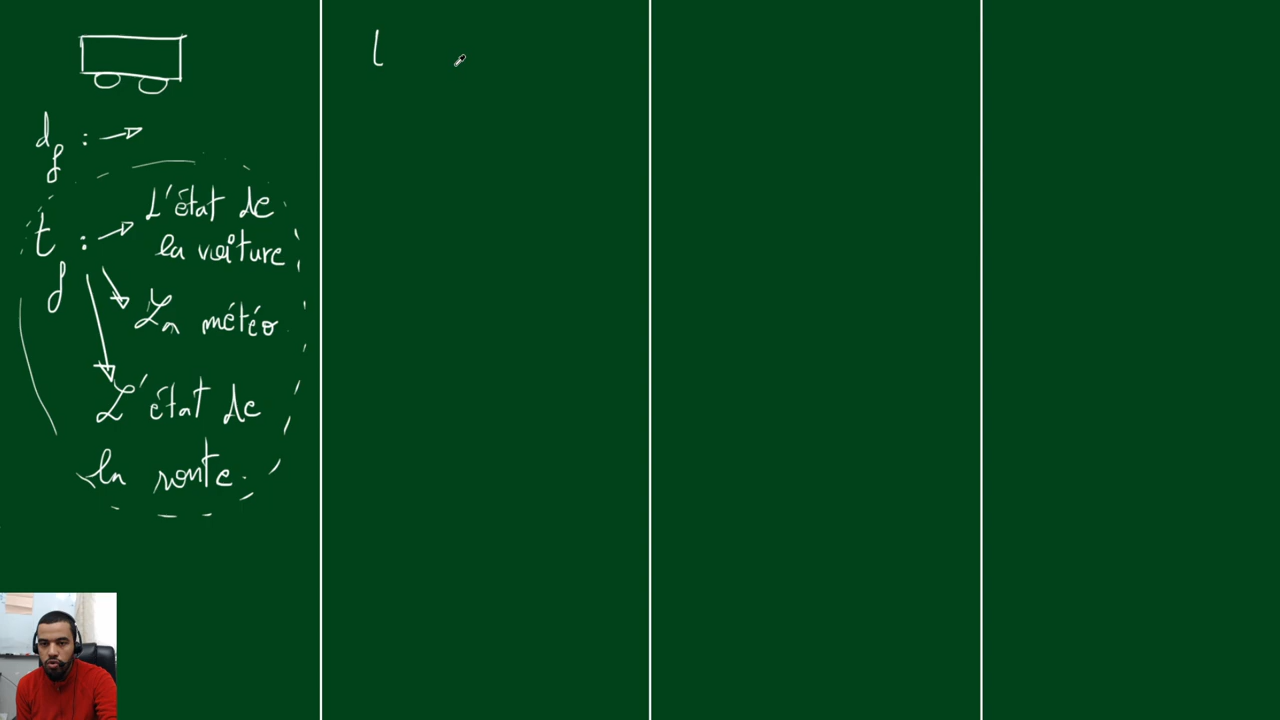 d_f : →
t_f : → L'état de
la voiture
La météo
L'état de
la route.
l